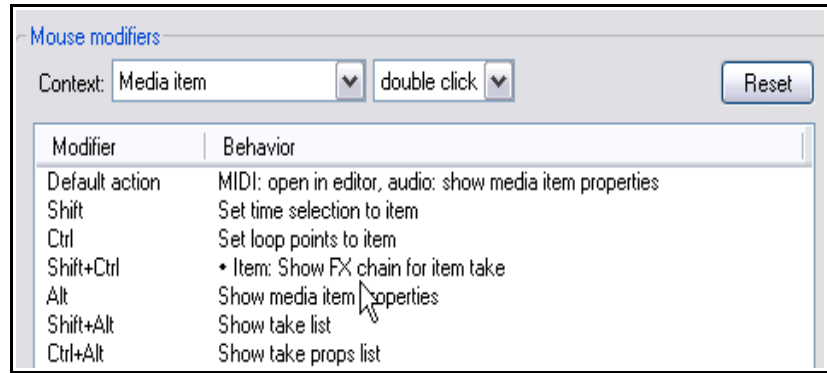 Mouse modifiers
Context: Media item double click Reset
Modifier Behavior
Default action MIDI: open in editor, audio: show media item properties
Shift Set time selection to item
Ctrl Set loop points to item
Shift+Ctrl • Item: Show FX chain for item take
Alt Show media item properties
Shift+Alt Show take list
Ctrl+Alt Show take props list